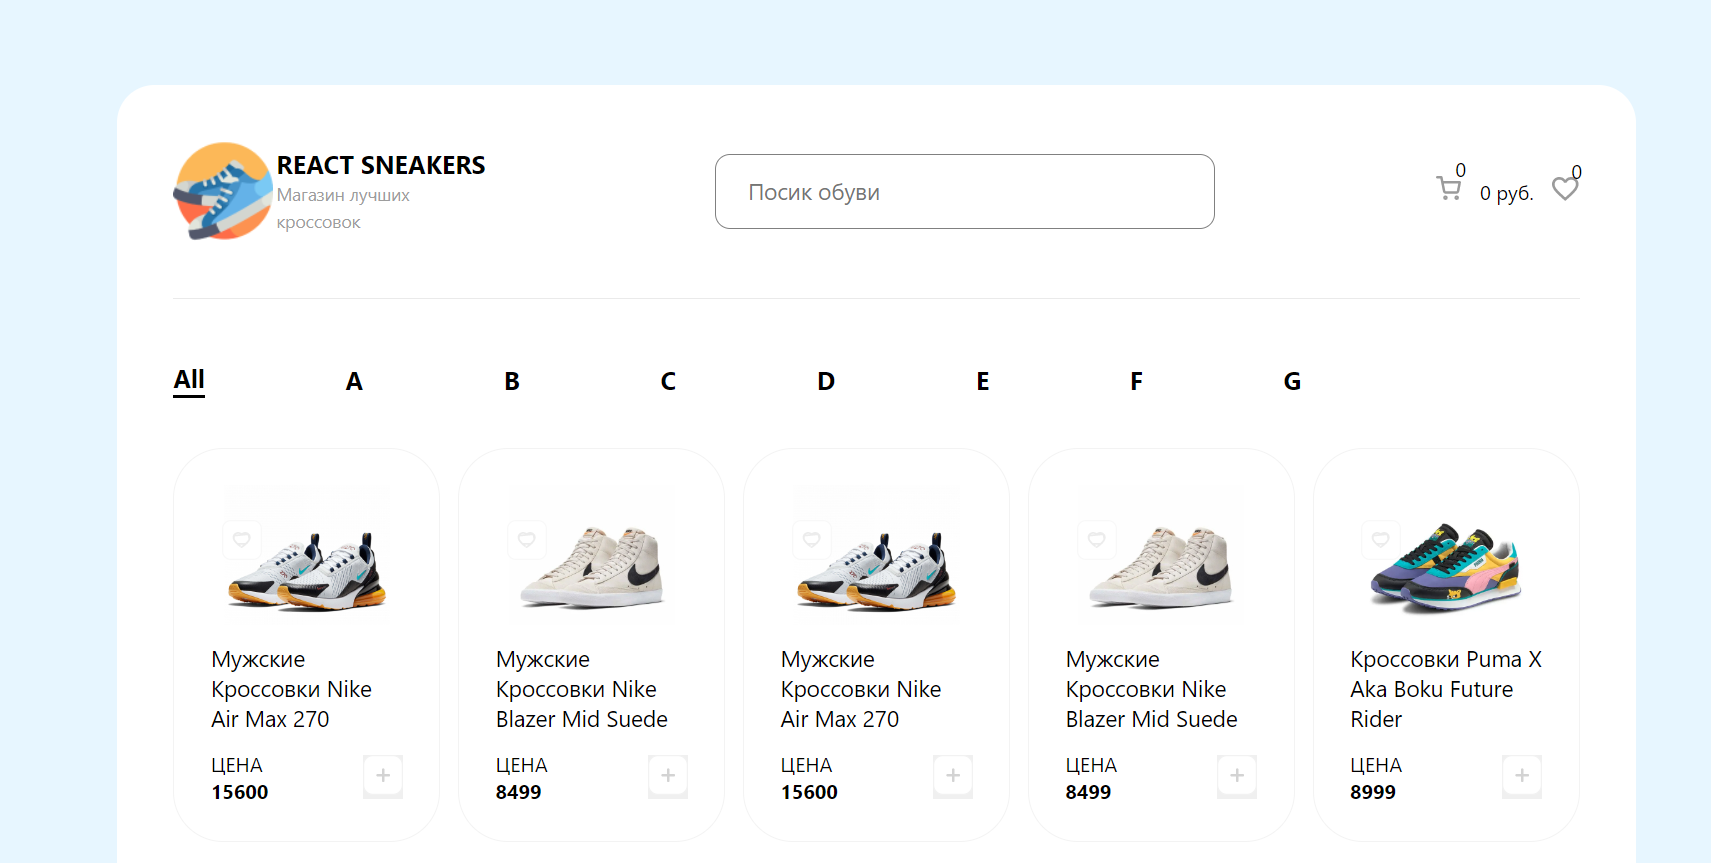 REACT SNEAKERS
Магазин лучших
кроссовок
Посик обуви
0
0 руб.
0
All A B C D E F G
Мужские
Кроссовки Nike
Air Max 270
ЦЕНА
15600
Мужские
Кроссовки Nike
Blazer Mid Suede
ЦЕНА
8499
Мужские
Кроссовки Nike
Air Max 270
ЦЕНА
15600
Мужские
Кроссовки Nike
Blazer Mid Suede
ЦЕНА
8499
Кроссовки Puma X
Aka Boku Future
Rider
ЦЕНА
8999